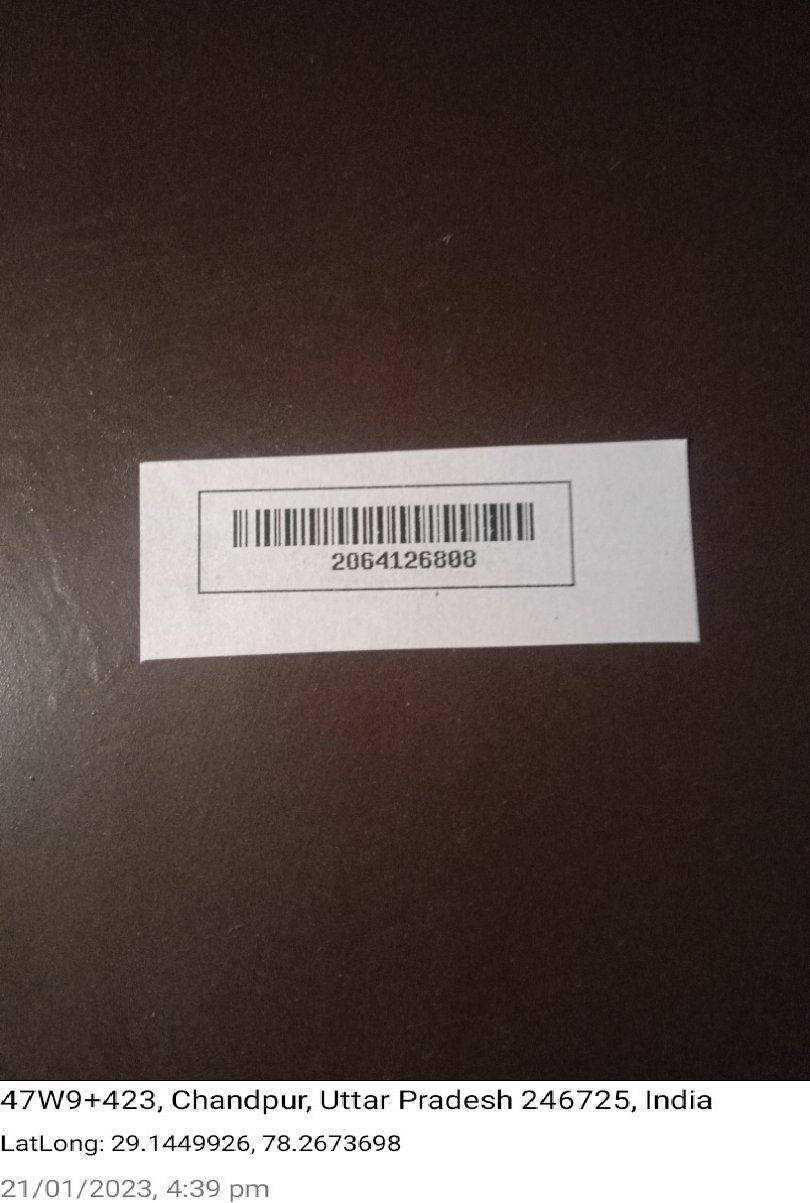 2064126808
47W9+423, Chandpur, Uttar Pradesh 246725, India
LatLong: 29.1449926, 78.2673698
21/01/2023, 4:39 pm